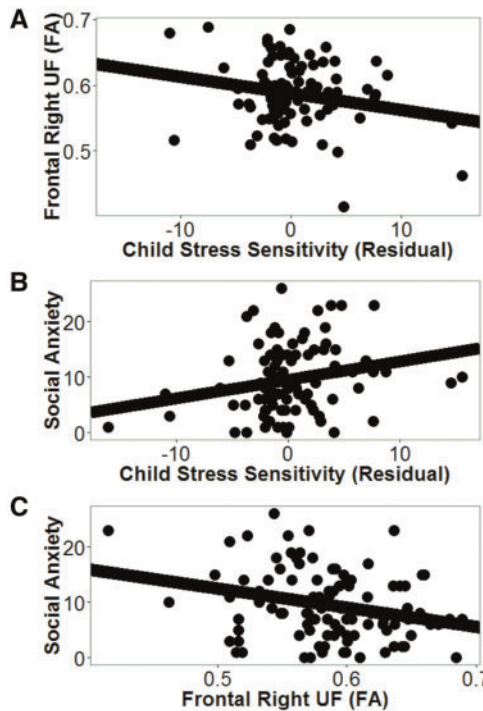 A
Frontal Right UF (FA)
0.7
0.6
0.5
-10 0 10
Child Stress Sensitivity (Residual)
B
Social Anxiety
20
10
0
-10 0 10
Child Stress Sensitivity (Residual)
C
Social Anxiety
20
10
0
0.5 0.6 0.7
Frontal Right UF (FA)